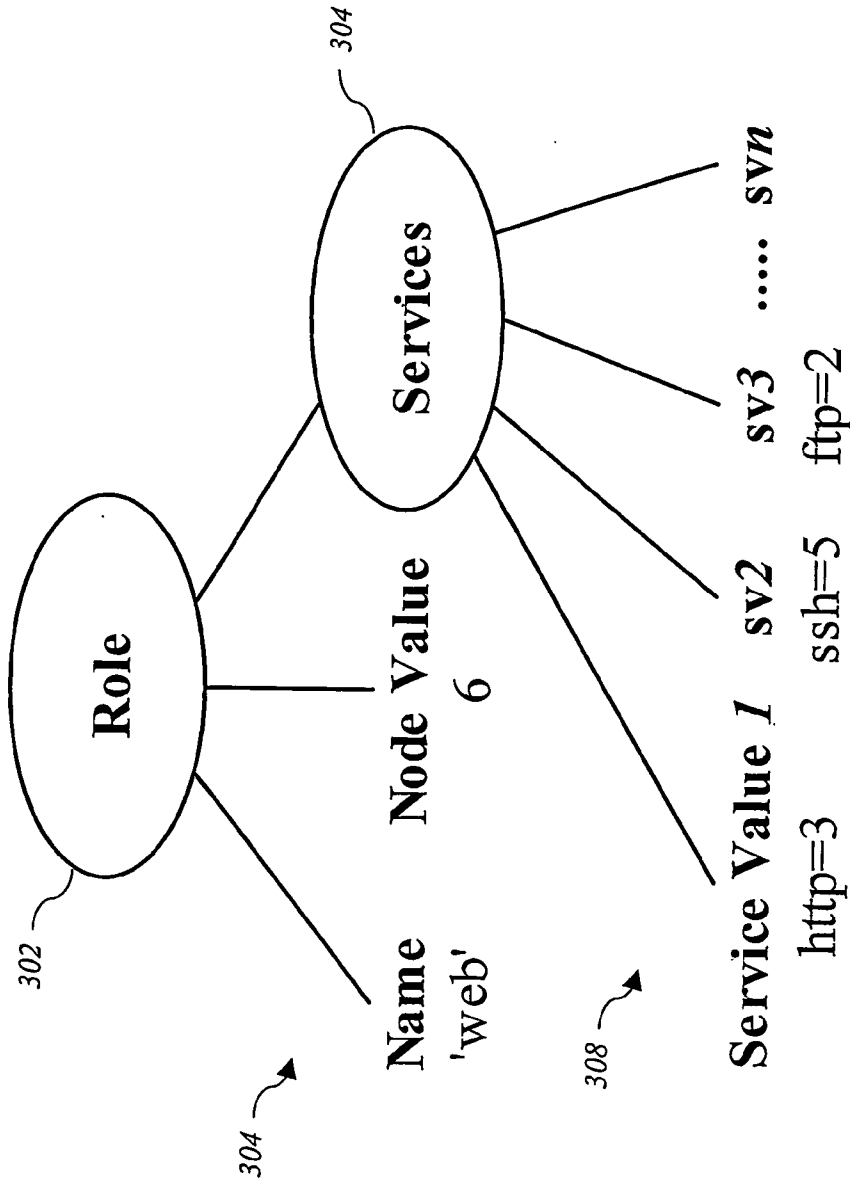 302
Role
304
Name
'web'
Node Value
6
Services
304
308
Service Value 1
http=3
sv2
ssh=5
sv3
ftp=2
......
svn